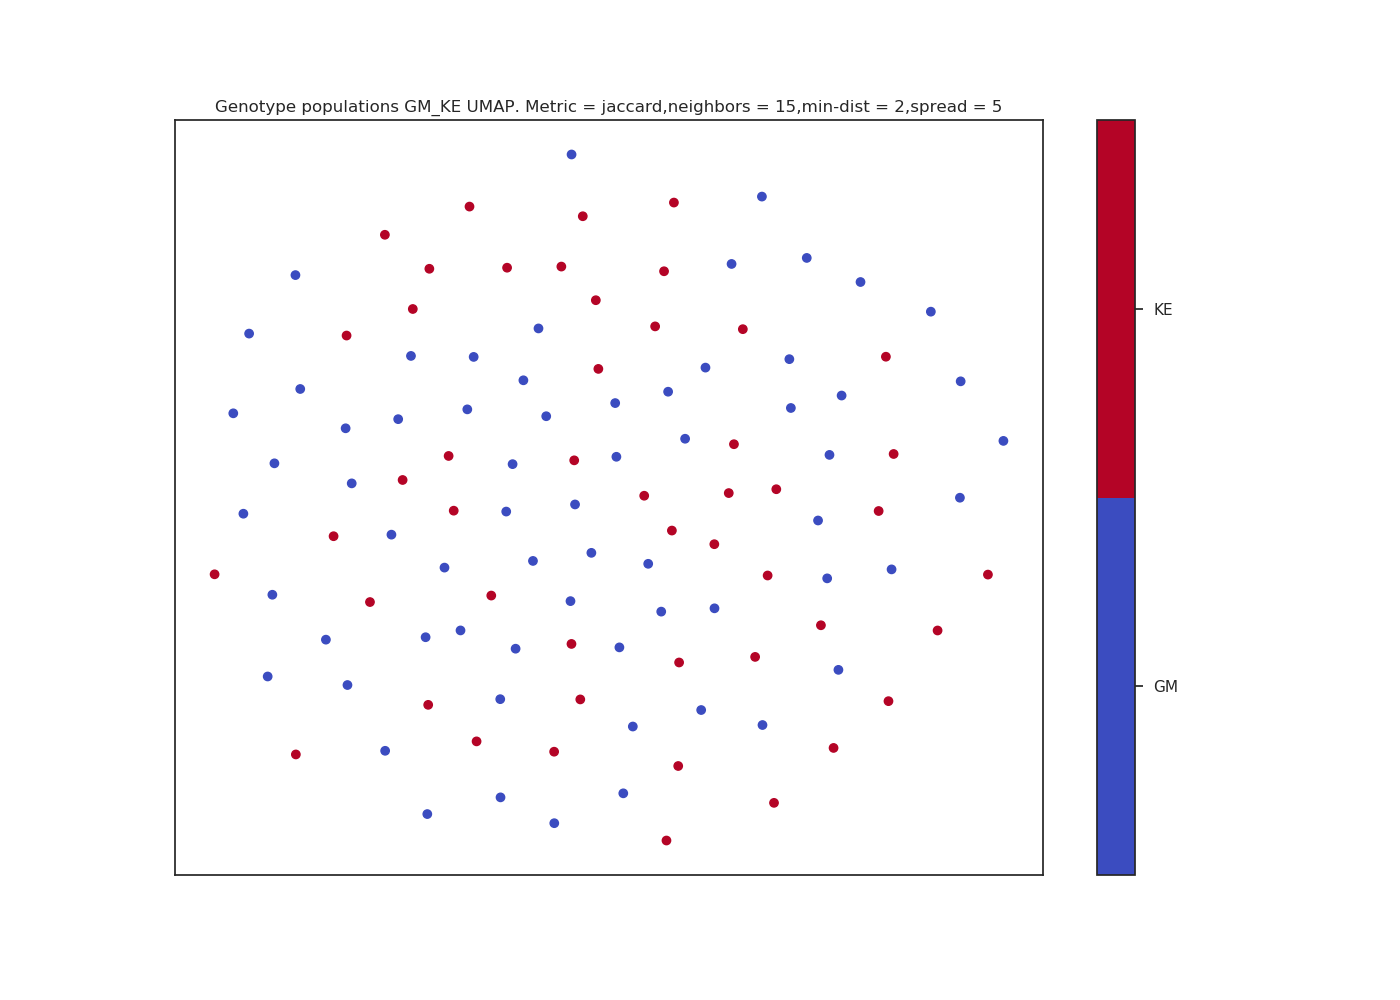 Genotype populations GM_KE UMAP. Metric = jaccard,neighbors = 15,min-dist = 2,spread = 5
KE
GM